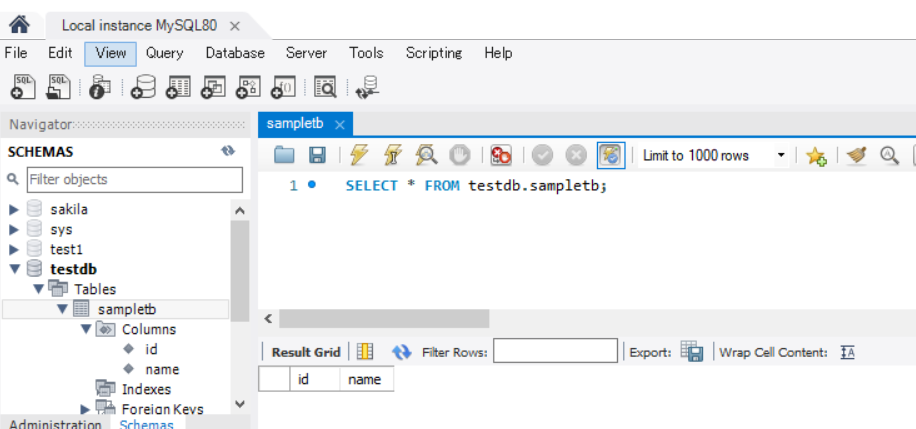 Local instance MySQL80 ×
File Edit View Query Database Server Tools Scripting Help
Navigator
sampletb ×
SCHEMAS
Filter objects
Limit to 1000 rows
1 SELECT * FROM testdb.sampletb;
sakila
sys
test1
testdb
Tables
sampletb
Columns
id
name
Indexes
Foreign Keys
Administration Schemas
Result Grid Filter Rows: Export: Wrap Cell Content:
id name